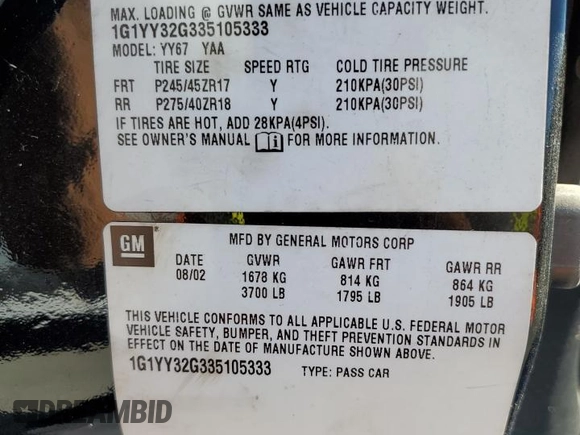 MAX. LOADING @ GVWR SAME AS VEHICLE CAPACITY WEIGHT.
1G1YY32G335105333
MODEL: YY67 YAA
TIRE SIZE SPEED RTG COLD TIRE PRESSURE
FRT P245/45ZR17 Y 210KPA(30PSI)
RR P275/40ZR18 Y 210KPA(30PSI)
IF TIRES ARE HOT, ADD 28KPA(4PSI).
SEE OWNER'S MANUAL FOR MORE INFORMATION.
GM
MFD BY GENERAL MOTORS CORP
DATE GVWR GAWR FRT GAWR RR
08/02 1678 KG 814 KG 864 KG
3700 LB 1795 LB 1905 LB
THIS VEHICLE CONFORMS TO ALL APPLICABLE U.S. FEDERAL MOTOR
VEHICLE SAFETY, BUMPER, AND THEFT PREVENTION STANDARDS IN
EFFECT ON THE DATE OF MANUFACTURE SHOWN ABOVE.
1G1YY32G335105333 TYPE: PASS CAR
DREAMBID